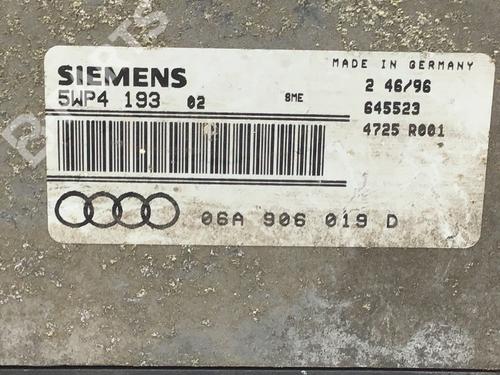 MADE IN GERMANY
SIEMENS
2 46/96
5WP4 193 02 8ME
645523
4725 R001
06A 906 019 D